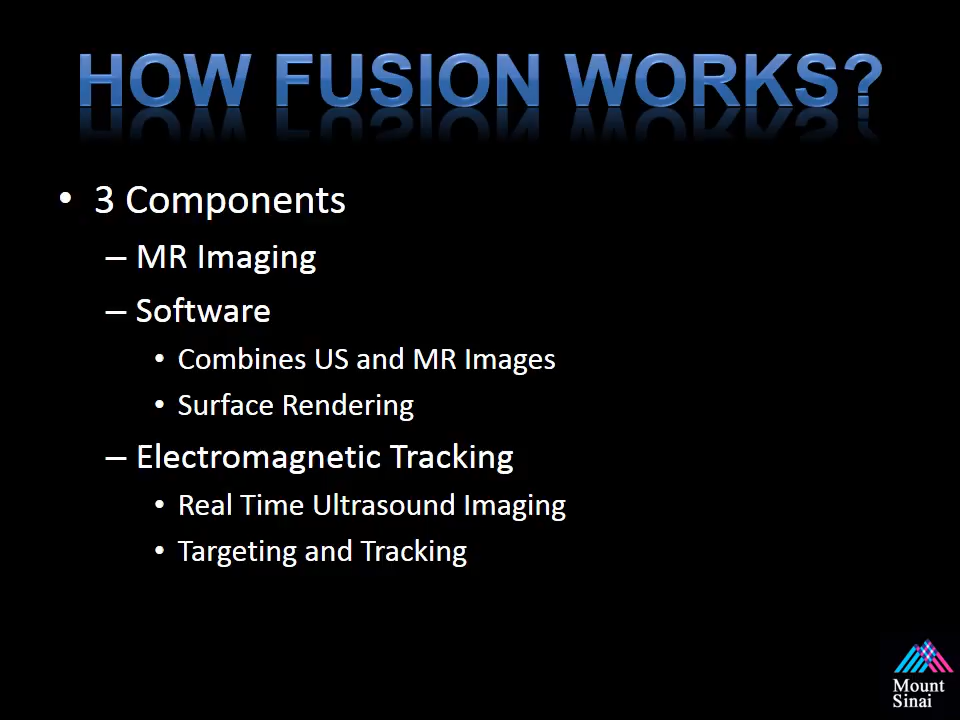 HOW FUSION WORKS?
• 3 Components
– MR Imaging
– Software
• Combines US and MR Images
• Surface Rendering
– Electromagnetic Tracking
• Real Time Ultrasound Imaging
• Targeting and Tracking
Mount
Sinai